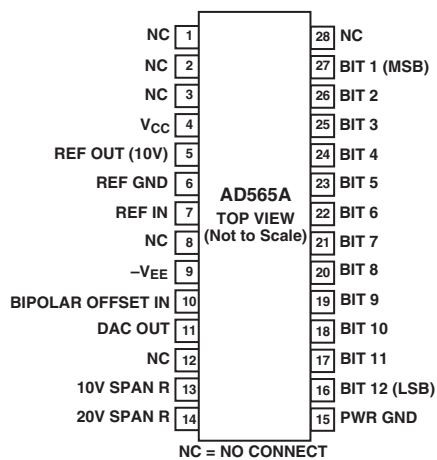 NC 1
NC 2
NC 3
VCC 4
REF OUT (10V) 5
REF GND 6
REF IN 7
NC 8
–VEE 9
BIPOLAR OFFSET IN 10
DAC OUT 11
NC 12
10V SPAN R 13
20V SPAN R 14
AD565A
TOP VIEW
(Not to Scale)
28 NC
27 BIT 1 (MSB)
26 BIT 2
25 BIT 3
24 BIT 4
23 BIT 5
22 BIT 6
21 BIT 7
20 BIT 8
19 BIT 9
18 BIT 10
17 BIT 11
16 BIT 12 (LSB)
15 PWR GND
NC = NO CONNECT